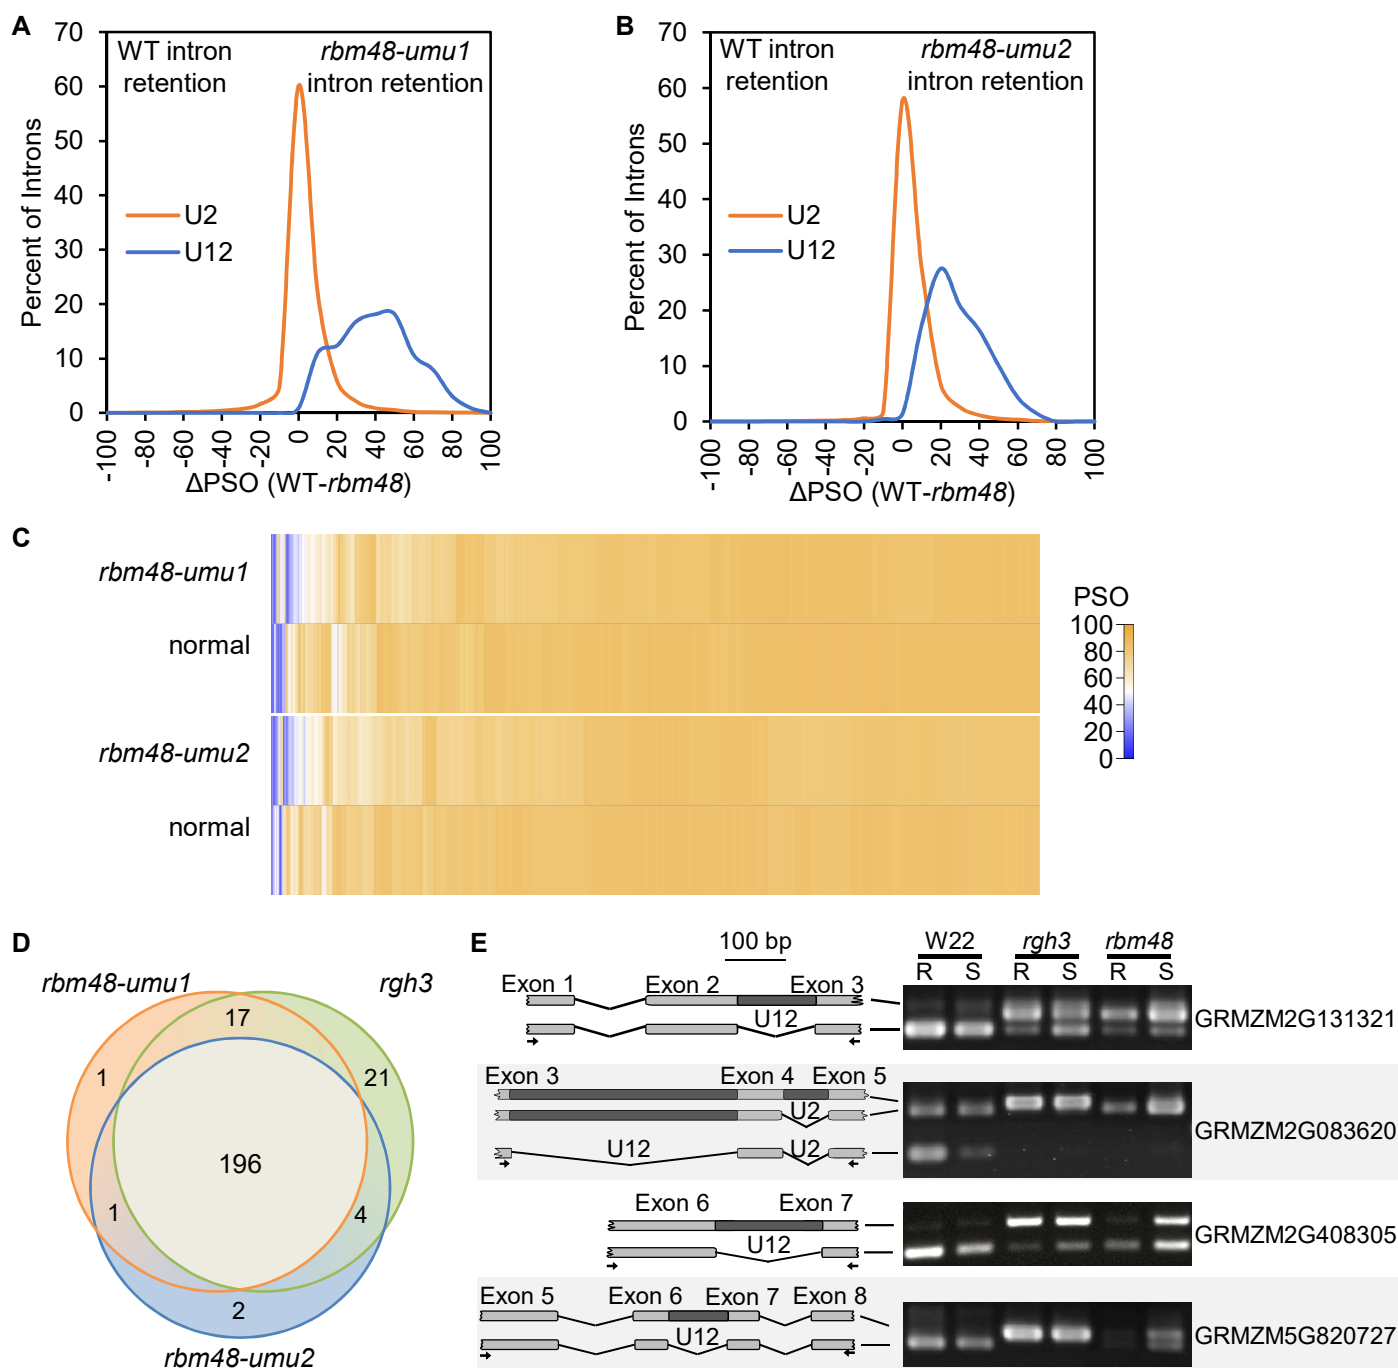 A
70
60
50
40
30
20
10
0
Percent of Introns
WT intron retention
rbm48-umu1 intron retention
U2
U12
-100 -80 -60 -40 -20 0 20 40 60 80 100
ΔPSO (WT-rbm48)
B
70
60
50
40
30
20
10
0
Percent of Introns
WT intron retention
rbm48-umu2 intron retention
U2
U12
-100 -80 -60 -40 -20 0 20 40 60 80 100
ΔPSO (WT-rbm48)
C
rbm48-umu1
normal
rbm48-umu2
normal
PSO
100
80
60
40
20
0
D
rbm48-umu1
rgh3
17
1
21
196
1
4
2
rbm48-umu2
E
100 bp
W22 rgh3 rbm48
R S R S R S
Exon 1 Exon 2 Exon 3
U12
GRMZM2G131321
Exon 3 Exon 4 Exon 5
U2
U12 U2
GRMZM2G083620
Exon 6 Exon 7
U12
GRMZM2G408305
Exon 5 Exon 6 Exon 7 Exon 8
U12
GRMZM5G820727